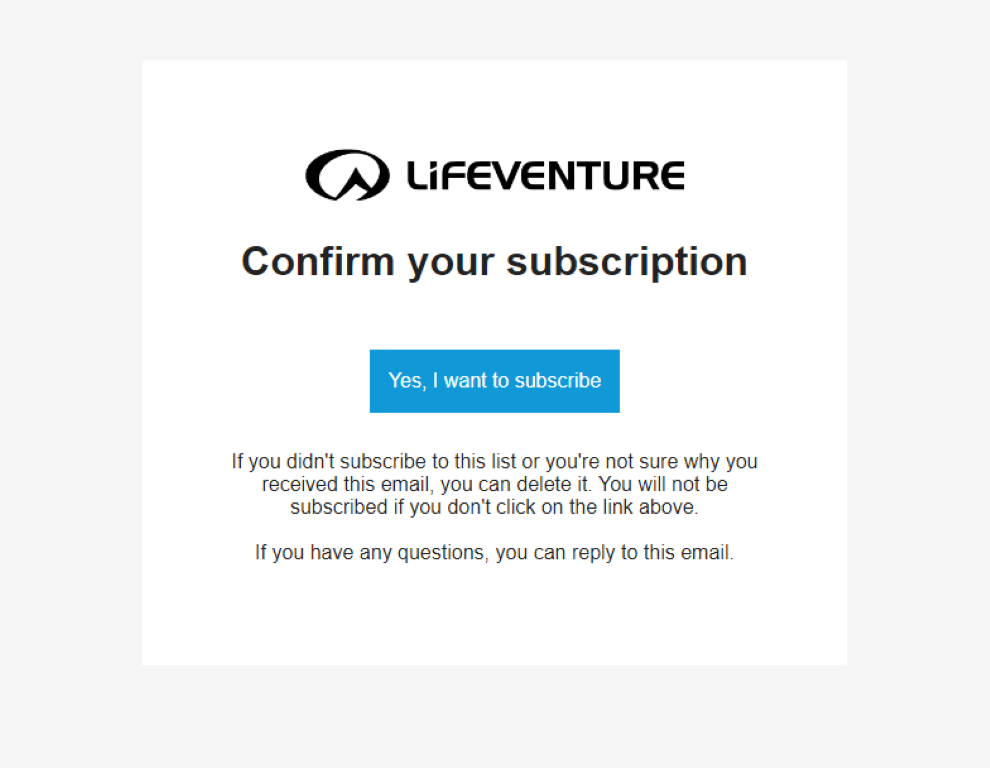 LiFEVENTURE
Confirm your subscription
Yes, I want to subscribe
If you didn't subscribe to this list or you're not sure why you
received this email, you can delete it. You will not be
subscribed if you don't click on the link above.
If you have any questions, you can reply to this email.